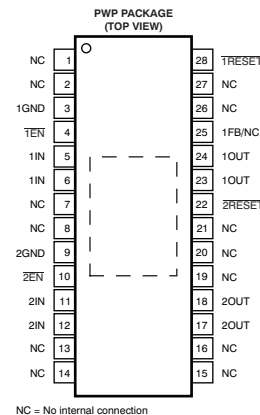 PWP PACKAGE
(TOP VIEW)
NC 1 28 1RESET
NC 2 27 NC
1GND 3 26 NC
1EN 4 25 1FB/NC
1IN 5 24 1OUT
1IN 6 23 1OUT
NC 7 22 2RESET
NC 8 21 NC
2GND 9 20 NC
2EN 10 19 NC
2IN 11 18 2OUT
2IN 12 17 2OUT
NC 13 16 NC
NC 14 15 NC
NC = No internal connection